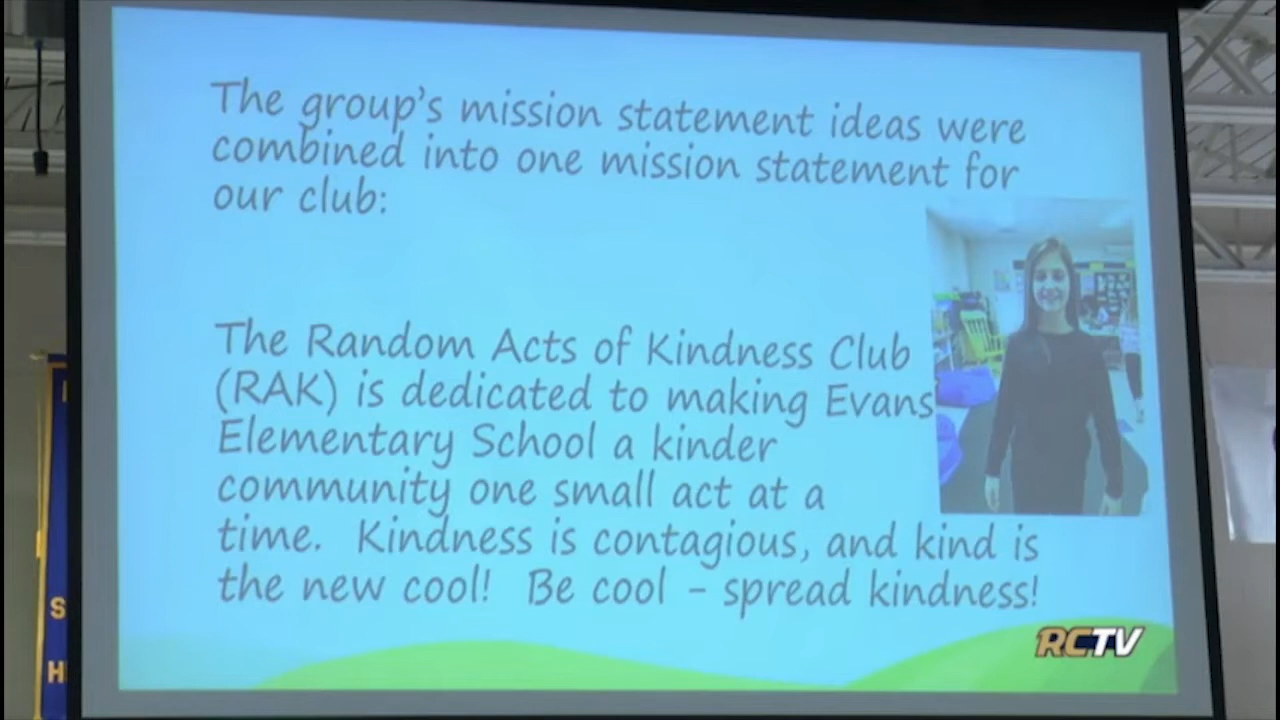 The group's mission statement ideas were
combined into one mission statement for
our club:
The Random Acts of Kindness Club
(RAK) is dedicated to making Evans
Elementary School a kinder
community one small act at a
time. Kindness is contagious, and kind is
the new cool! Be cool - spread kindness!
RCTV
S
H